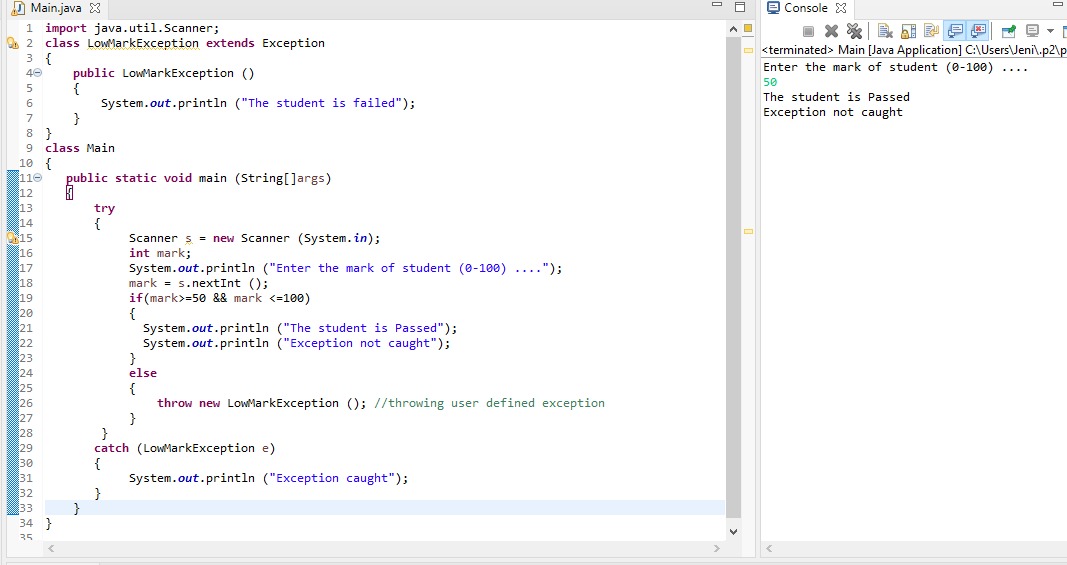 Main.java
1 import java.util.Scanner;
2 class LowMarkException extends Exception
3 {
4 public LowMarkException ()
5 {
6 System.out.println ("The student is failed");
7 }
8 }
9 class Main
10 {
11 public static void main (String[]args)
12 {
13 try
14 {
15 Scanner s = new Scanner (System.in);
16 int mark;
17 System.out.println ("Enter the mark of student (0-100) ....");
18 mark = s.nextInt ();
19 if(mark>=50 && mark <=100)
20 {
21 System.out.println ("The student is Passed");
22 System.out.println ("Exception not caught");
23 }
24 else
25 {
26 throw new LowMarkException (); //throwing user defined exception
27 }
28 }
29 catch (LowMarkException e)
30 {
31 System.out.println ("Exception caught");
32 }
33 }
34 }
35
Console
<terminated> Main [Java Application] C:\Users\Jeni\.p2\p
Enter the mark of student (0-100) ....
50
The student is Passed
Exception not caught